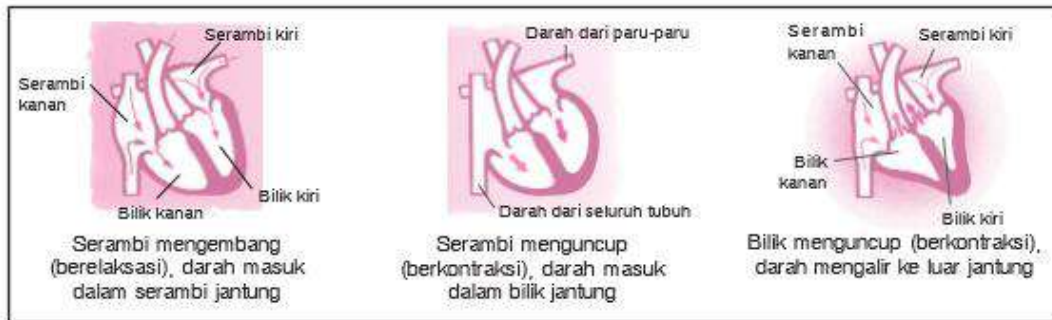 Serambi kiri
Serambi
kanan
Bilik kanan
Bilik kiri
Serambi mengembang
(berelaksasi), darah masuk
dalam serambi jantung
Darah dari paru-paru
Darah dari seluruh tubuh
Serambi menguncup
(berkontraksi), darah masuk
dalam bilik jantung
Serambi
kanan
Serambi kiri
Bilik
kanan
Bilik kiri
Bilik menguncup (berkontraksi),
darah mengalir ke luar jantung